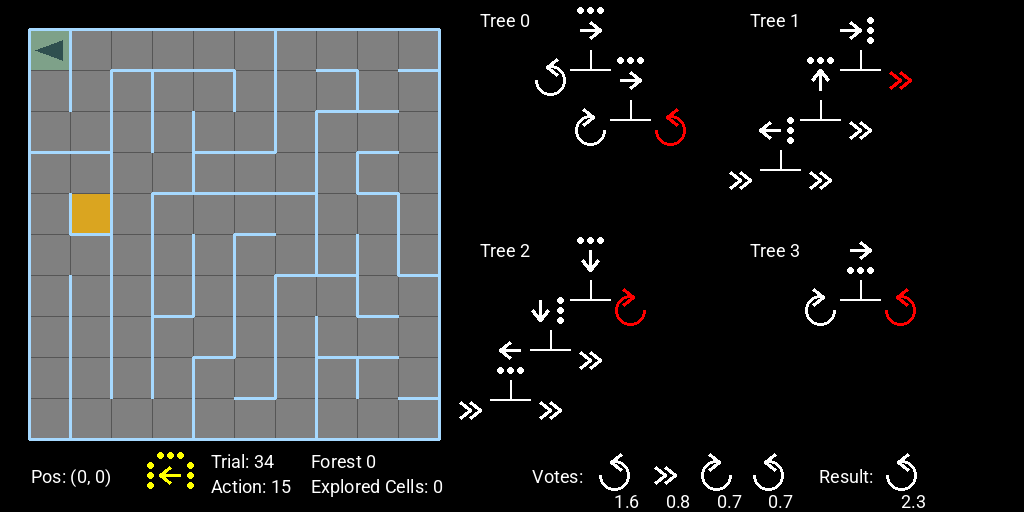 Tree 0
Tree 1
Tree 2
Tree 3
Pos: (0, 0)
Trial: 34
Forest 0
Action: 15
Explored Cells: 0
Votes:
1.6
0.8
0.7
0.7
Result:
2.3